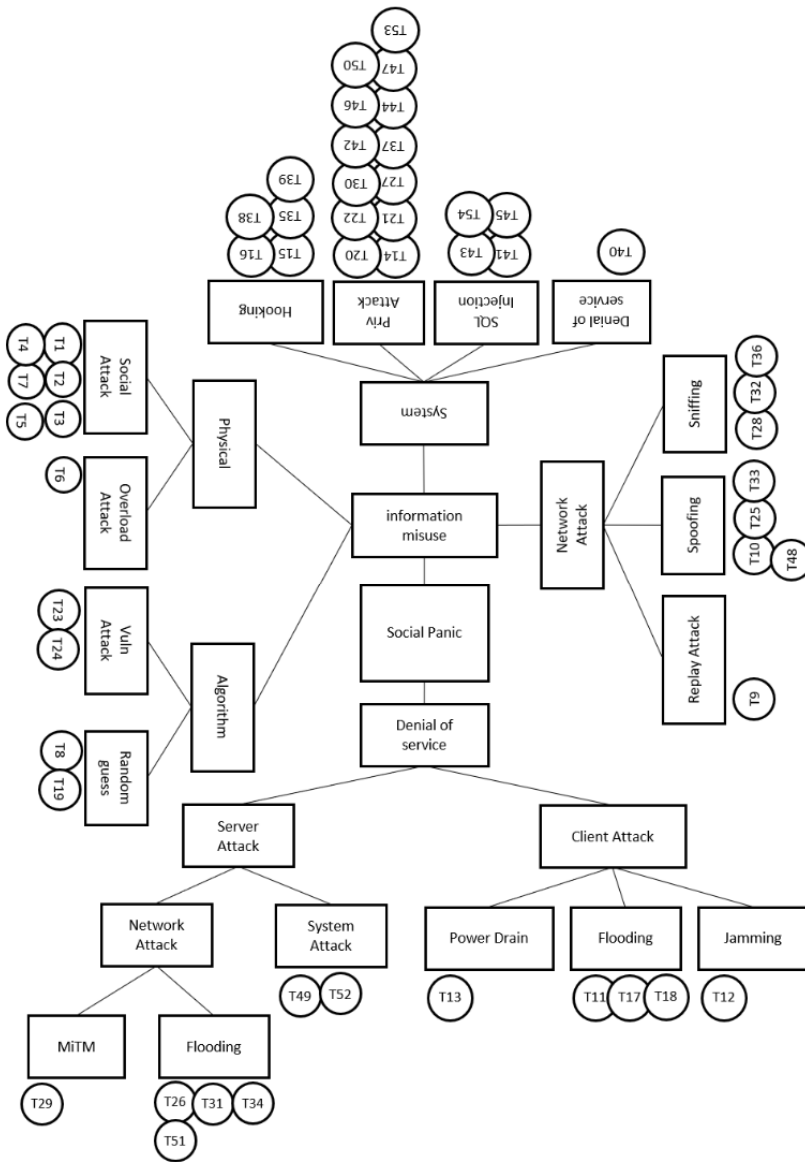 T53
T50
T47
T46
T44
T42
T37
T39
T30
T27
T38
T35
T22
T21
T54
T45
T16
T15
T20
T14
T43
T41
T40
Hooking
Priv
Attack
SQL
Injection
Denial of
service
System
T4
T1
T7
T2
T5
T3
Social
Attack
Physical
T6
Overload
Attack
T23
T24
Vuln
Attack
Algorithm
T8
T19
Random
guess
information
misuse
Network
Attack
Sniffing
T36
T32
T28
Spoofing
T33
T25
T10
T48
Replay Attack
T9
Social Panic
Denial of
service
Server
Attack
Client Attack
Network
Attack
System
Attack
Power Drain
Flooding
Jamming
T49
T52
T13
T11
T17
T18
T12
MiTM
Flooding
T29
T26
T31
T34
T51